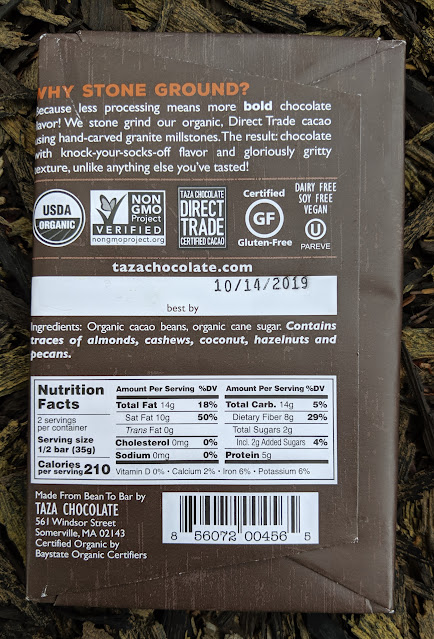 WHY STONE GROUND?
Because less processing means more bold chocolate
flavor! We stone grind our organic, Direct Trade cacao
using hand-carved granite millstones. The result: chocolate
with knock-your-socks-off flavor and gloriously gritty
texture, unlike anything else you've tasted!
USDA
ORGANIC
NON
GMO
Project
VERIFIED
nongmoproject.org
TAZA CHOCOLATE
DIRECT
TRADE
CERTIFIED CACAO
Certified
GF
Gluten-Free
DAIRY FREE
SOY FREE
VEGAN
U
PAREVE
tazachocolate.com
10/14/2019
best by
Ingredients: Organic cacao beans, organic cane sugar. Contains
traces of almonds, cashews, coconut, hazelnuts and
pecans.
Nutrition
Facts
2 servings
per container
Serving size
1/2 bar (35g)
Calories
per serving 210
Amount Per Serving %DV
Total Fat 14g 18%
Sat Fat 10g 50%
Trans Fat 0g
Cholesterol 0mg 0%
Sodium 0mg 0%
Amount Per Serving %DV
Total Carb. 14g 5%
Dietary Fiber 8g 29%
Total Sugars 2g
Incl. 2g Added Sugars 4%
Protein 5g
Vitamin D 0% • Calcium 2% • Iron 6% • Potassium 6%
Made From Bean To Bar by
TAZA CHOCOLATE
561 Windsor Street
Somerville, MA 02143
Certified Organic by
Baystate Organic Certifiers
8 56072 00456 5